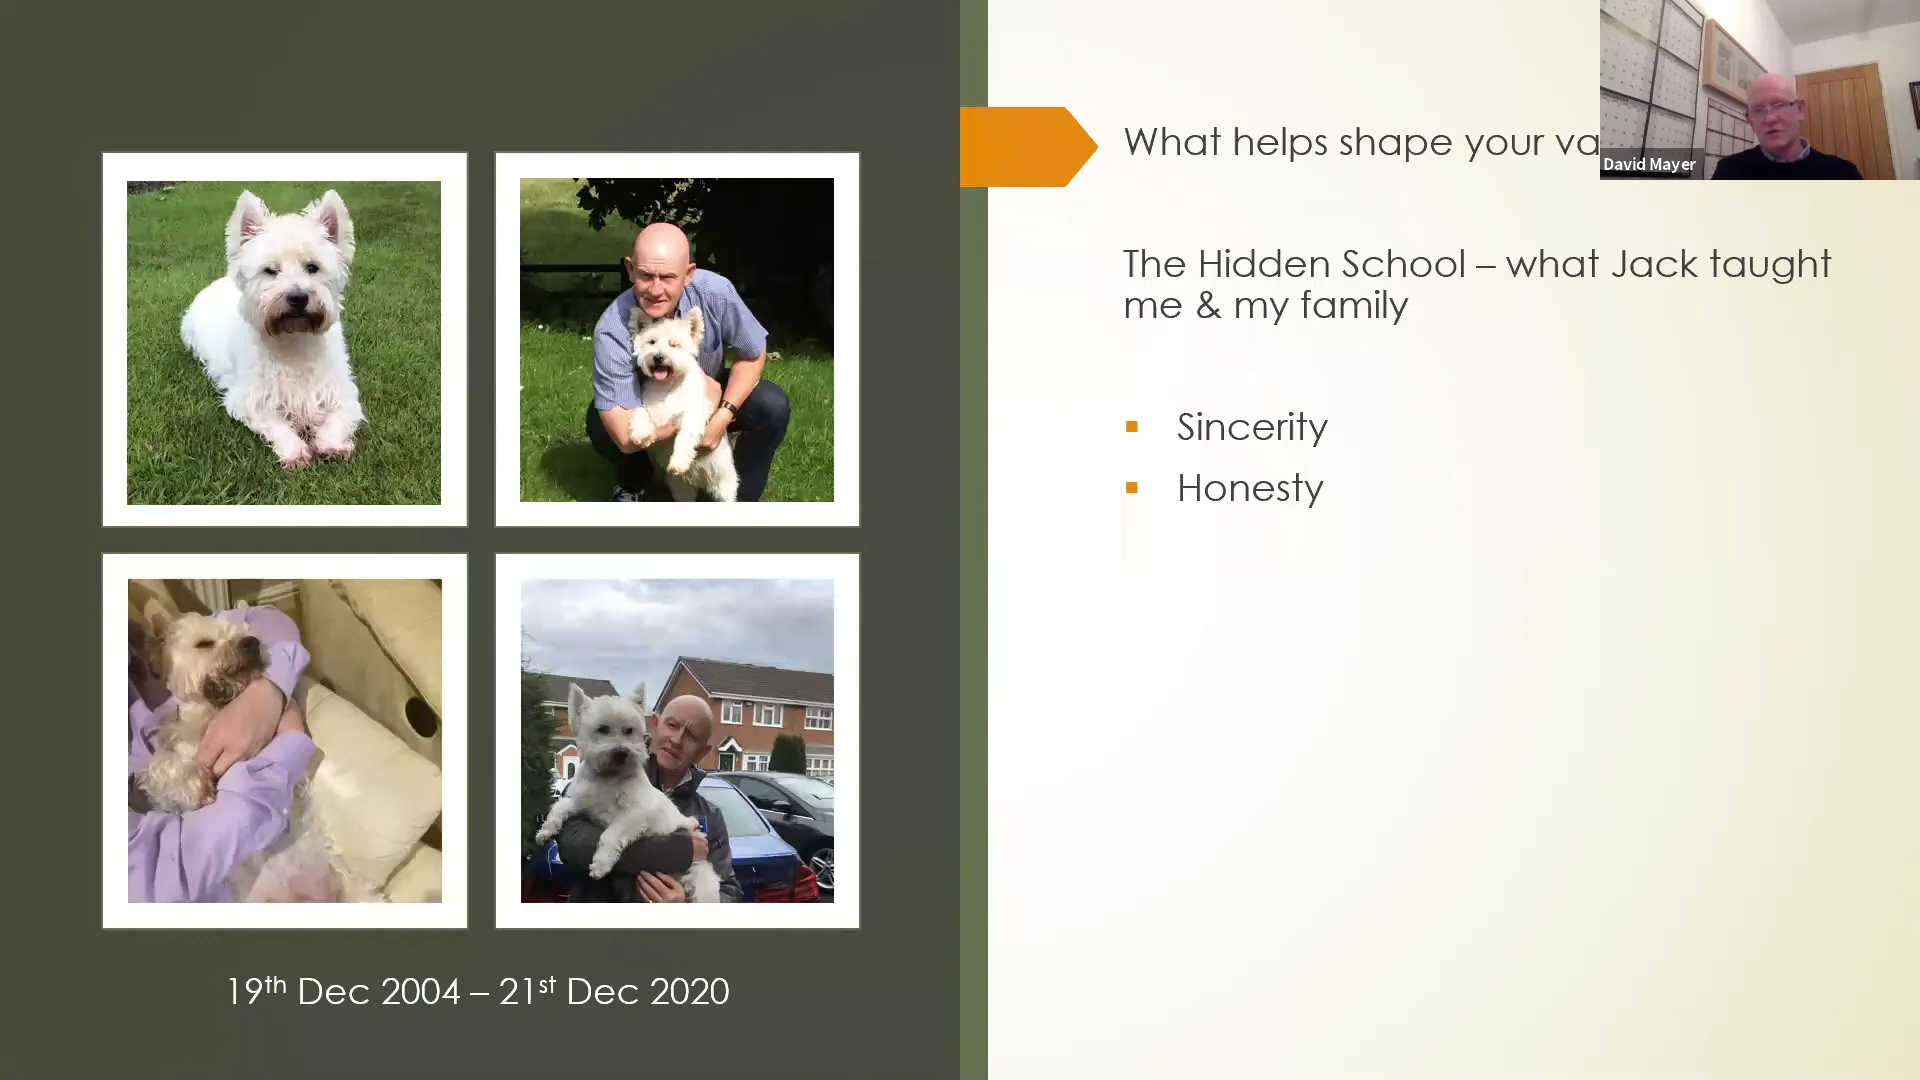 What helps shape your va
David Mayer
The Hidden School – what Jack taught
me & my family
▪ Sincerity
▪ Honesty
19th Dec 2004 – 21st Dec 2020